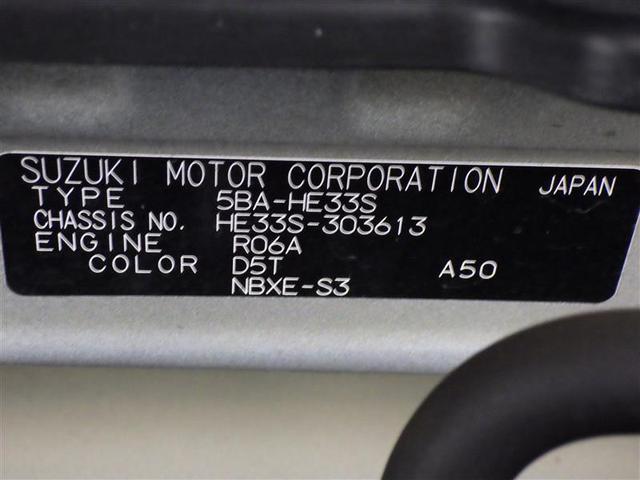 SUZUKI MOTOR CORPORATION JAPAN
TYPE 5BA-HE33S
CHASSIS NO. HE33S-303613
ENGINE R06A
COLOR D5T A50
NBXE-S3